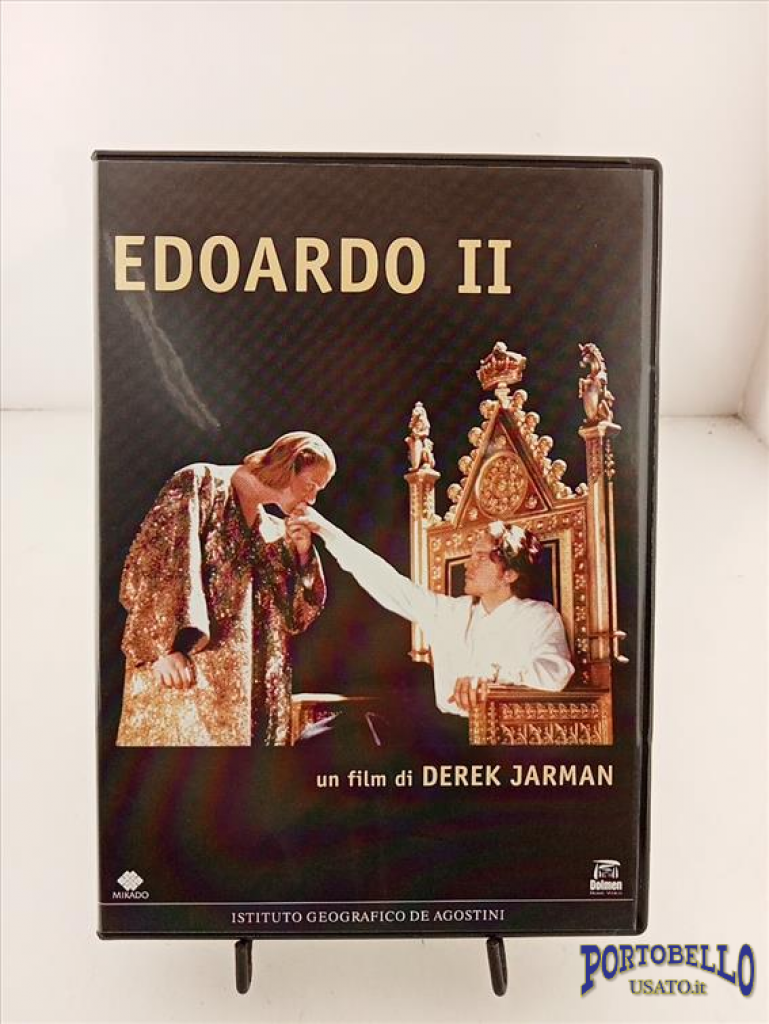 EDOARDO II
un film di DEREK JARMAN
MIKADO
Dolmen
ISTITUTO GEOGRAFICO DE AGOSTINI
PORTOBELLO
USATO.it